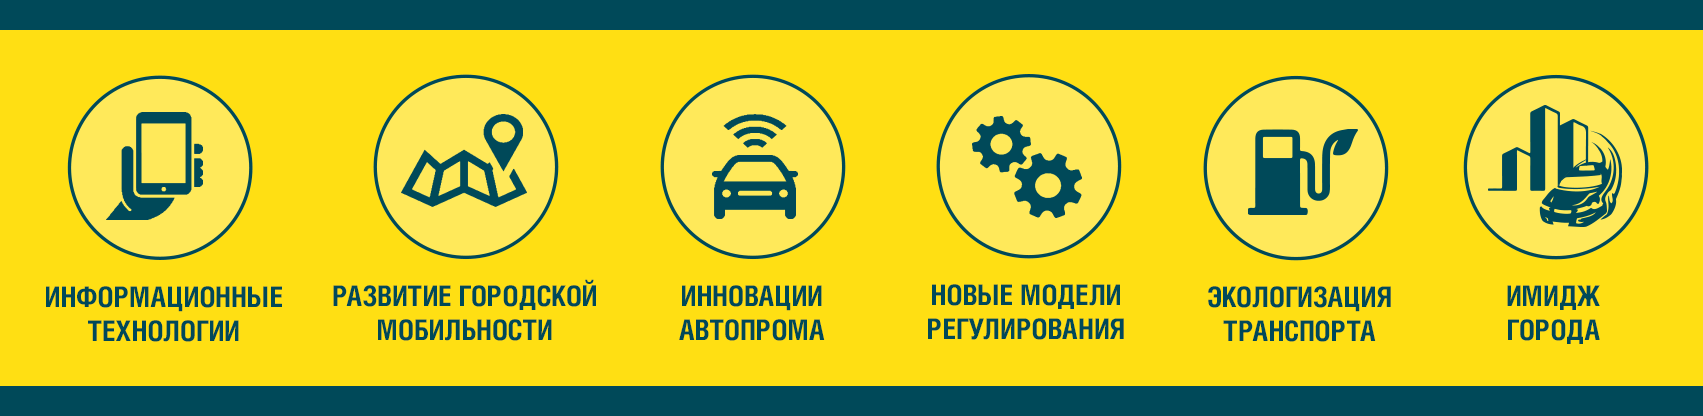 ИНФОРМАЦИОННЫЕ
ТЕХНОЛОГИИ
РАЗВИТИЕ ГОРОДСКОЙ
МОБИЛЬНОСТИ
ИННОВАЦИИ
АВТОПРОМА
НОВЫЕ МОДЕЛИ
РЕГУЛИРОВАНИЯ
ЭКОЛОГИЗАЦИЯ
ТРАНСПОРТА
ИМИДЖ
ГОРОДА